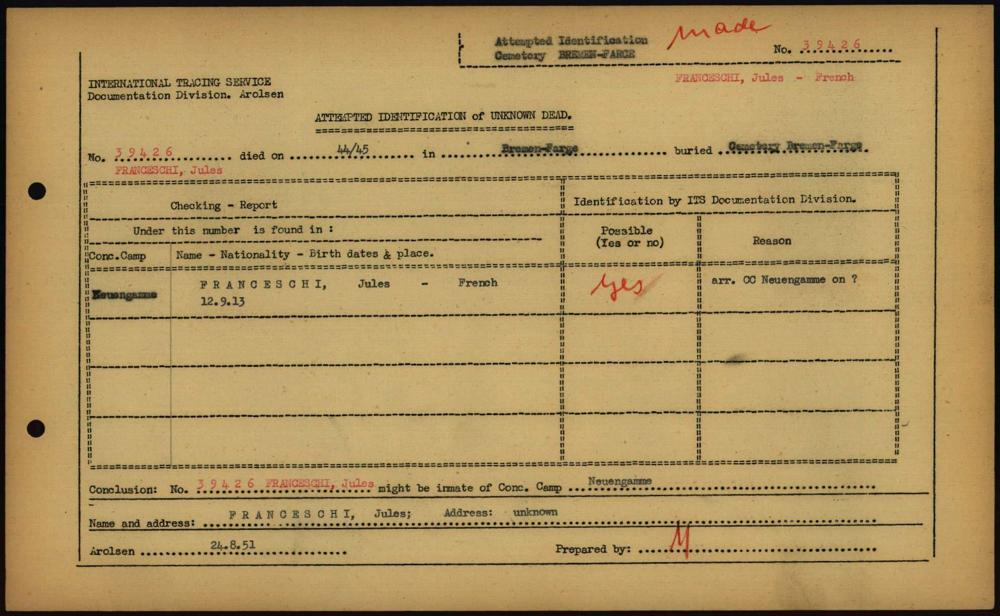 Attempted Identification
Cemetery BREMEN-FARGE
made
No. 39426
FRANCESCHI, Jules - French
INTERNATIONAL TRACING SERVICE
Documentation Division. Arolsen
ATTEMPTED IDENTIFICATION of UNKNOWN DEAD.
No. 39426 died on 44/45 in Bremen-Farge buried Cemetery Bremen-Farge
FRANCESCHI, Jules
Checking - Report
Identification by ITS Documentation Division.
Under this number is found in :
Possible
(Yes or no)
Reason
Conc.Camp
Name - Nationality - Birth dates & place.
Neuengamme
FRANCESCHI, Jules - French
12.9.13
yes
arr. CC Neuengamme on ?
Conclusion: No. 39426 FRANCESCHI, Jules might be inmate of Conc. Camp Neuengamme
Name and address: FRANCESCHI, Jules; Address: unknown
Arolsen 24.8.51
Prepared by: M